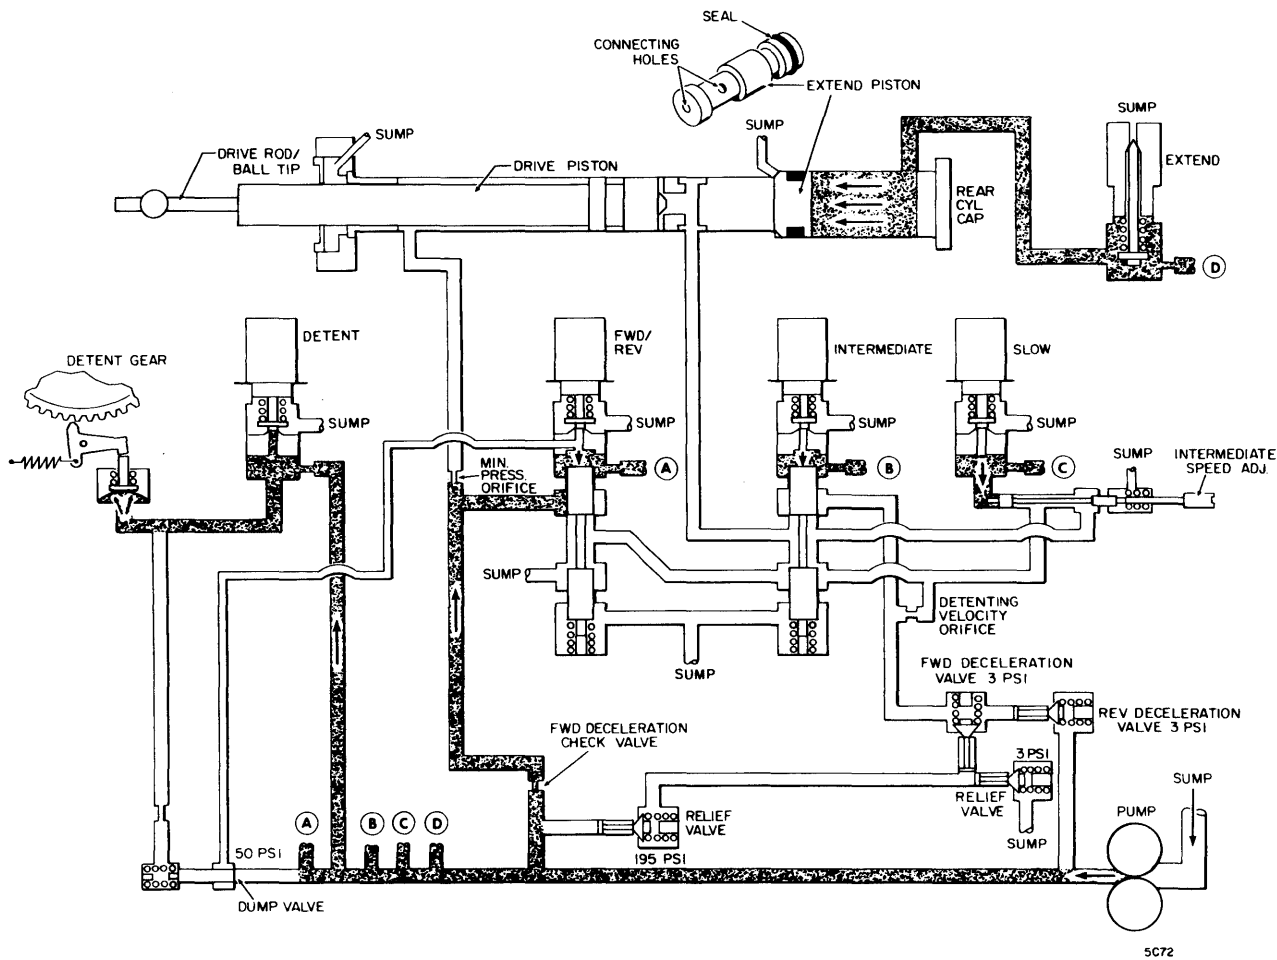 SEAL
CONNECTING
HOLES
EXTEND PISTON
SUMP
SUMP
SUMP
DRIVE ROD/
BALL TIP
DRIVE PISTON
EXTEND
REAR
CYL
CAP
D
DETENT
FWD/
REV
INTERMEDIATE
SLOW
DETENT GEAR
SUMP
SUMP
SUMP
SUMP
MIN.
PRESS.
ORIFICE
A
B
C
SUMP
INTERMEDIATE
SPEED ADJ.
SUMP
DETENTING
VELOCITY
ORIFICE
SUMP
FWD DECELERATION
VALVE 3 PSI
FWD DECELERATION
CHECK VALVE
REV DECELERATION
VALVE 3 PSI
3 PSI
SUMP
RELIEF
VALVE
PUMP
A
B
C
D
RELIEF
VALVE
SUMP
50 PSI
195 PSI
DUMP VALVE
5C72